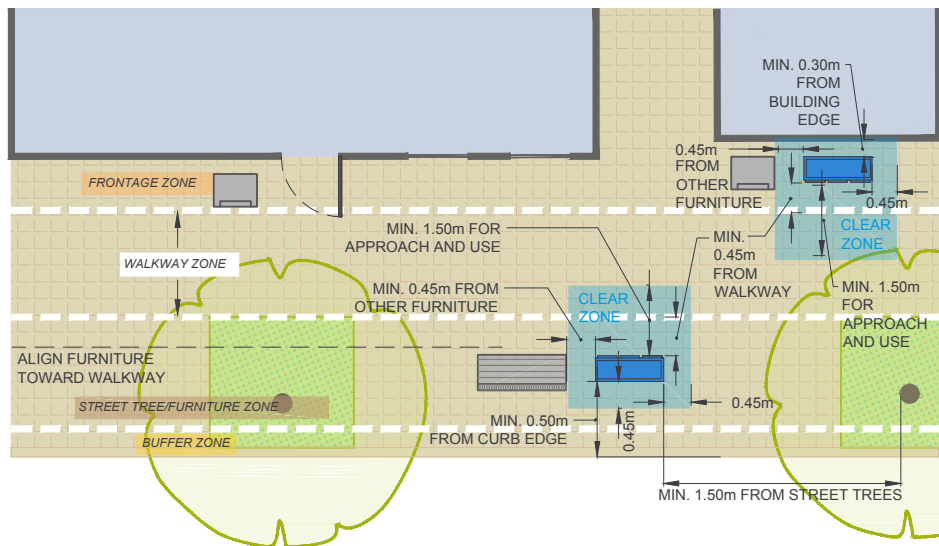 MIN. 0.30m
FROM
BUILDING
EDGE
0.45m
FROM
OTHER
FURNITURE
0.45m
CLEAR
ZONE
FRONTAGE ZONE
MIN. 1.50m FOR
APPROACH AND USE
MIN.
0.45m
FROM
WALKWAY
MIN. 1.50m
FOR
APPROACH
AND USE
WALKWAY ZONE
MIN. 0.45m FROM
OTHER FURNITURE
CLEAR
ZONE
ALIGN FURNITURE
TOWARD WALKWAY
STREET TREE/FURNITURE ZONE
0.45m
MIN. 0.50m
FROM CURB EDGE
0.45m
BUFFER ZONE
MIN. 1.50m FROM STREET TREES